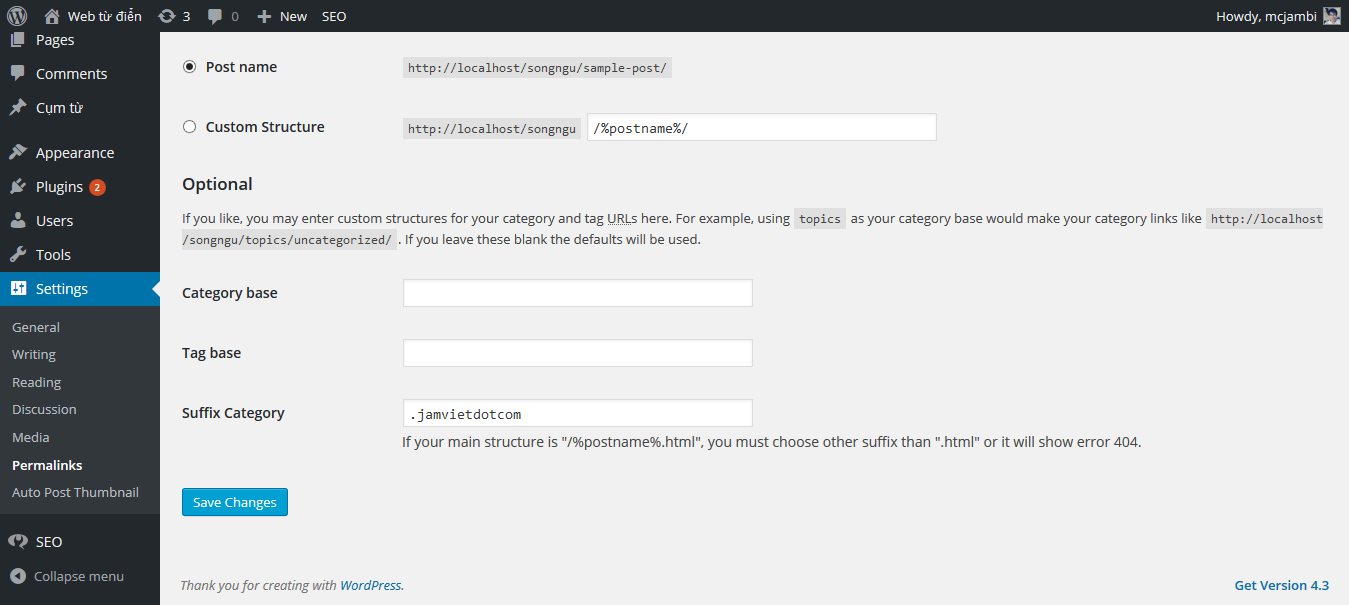 Web từ điển 3 0 New SEO Howdy, mcjambi
Pages
Comments
Cụm từ
Appearance
Plugins 2
Users
Tools
Settings
General
Writing
Reading
Discussion
Media
Permalinks
Auto Post Thumbnail
SEO
Collapse menu
Post name http://localhost/songngu/sample-post/
Custom Structure http://localhost/songngu /%postname%/
Optional
If you like, you may enter custom structures for your category and tag URLs here. For example, using topics as your category base would make your category links like http://localhost
/songngu/topics/uncategorized/ . If you leave these blank the defaults will be used.
Category base
Tag base
Suffix Category .jamvietdotcom
If your main structure is "/%postname%.html", you must choose other suffix than ".html" or it will show error 404.
Save Changes
Thank you for creating with WordPress. Get Version 4.3